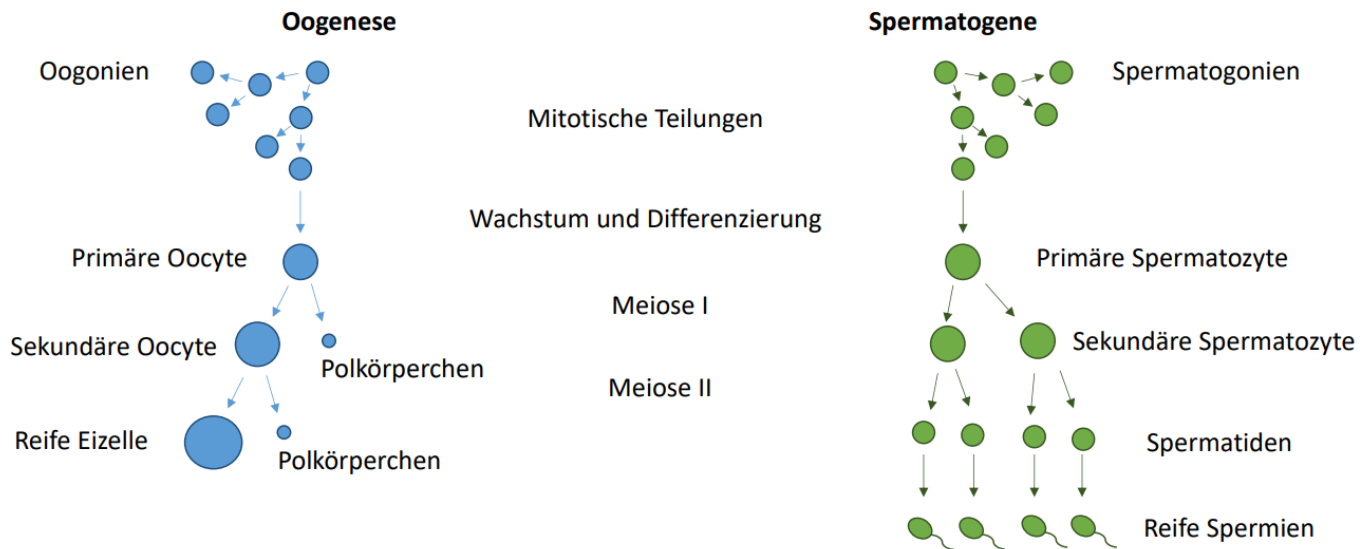 Oogenese
Spermatogene
Oogonien
Spermatogonien
Mitotische Teilungen
Wachstum und Differenzierung
Primäre Oocyte
Primäre Spermatozyte
Meiose I
Sekundäre Oocyte
Sekundäre Spermatozyte
Polkörperchen
Meiose II
Reife Eizelle
Spermatiden
Polkörperchen
Reife Spermien